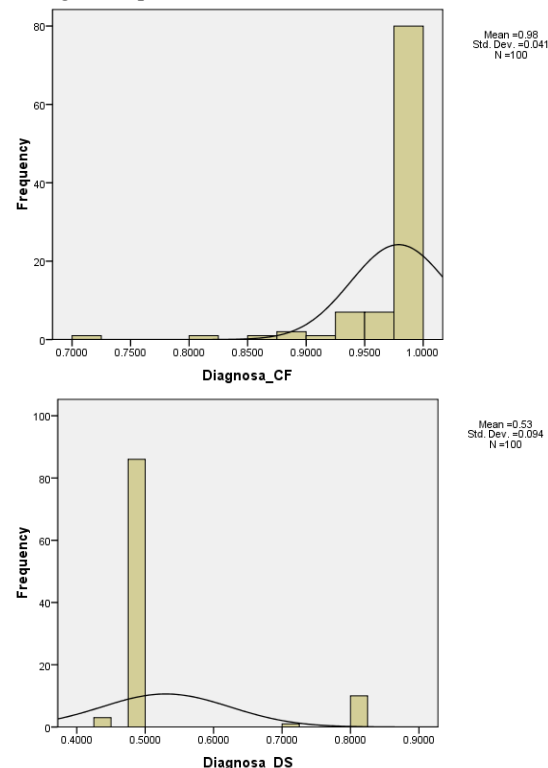 80
60
40
20
0
Frequency
0.7000 0.7500 0.8000 0.8500 0.9000 0.9500 1.0000
Diagnosa_CF
Mean =0.98
Std. Dev. =0.041
N =100
100
80
60
40
20
0
Frequency
0.4000 0.5000 0.6000 0.7000 0.8000 0.9000
Diagnosa_DS
Mean =0.53
Std. Dev. =0.094
N =100